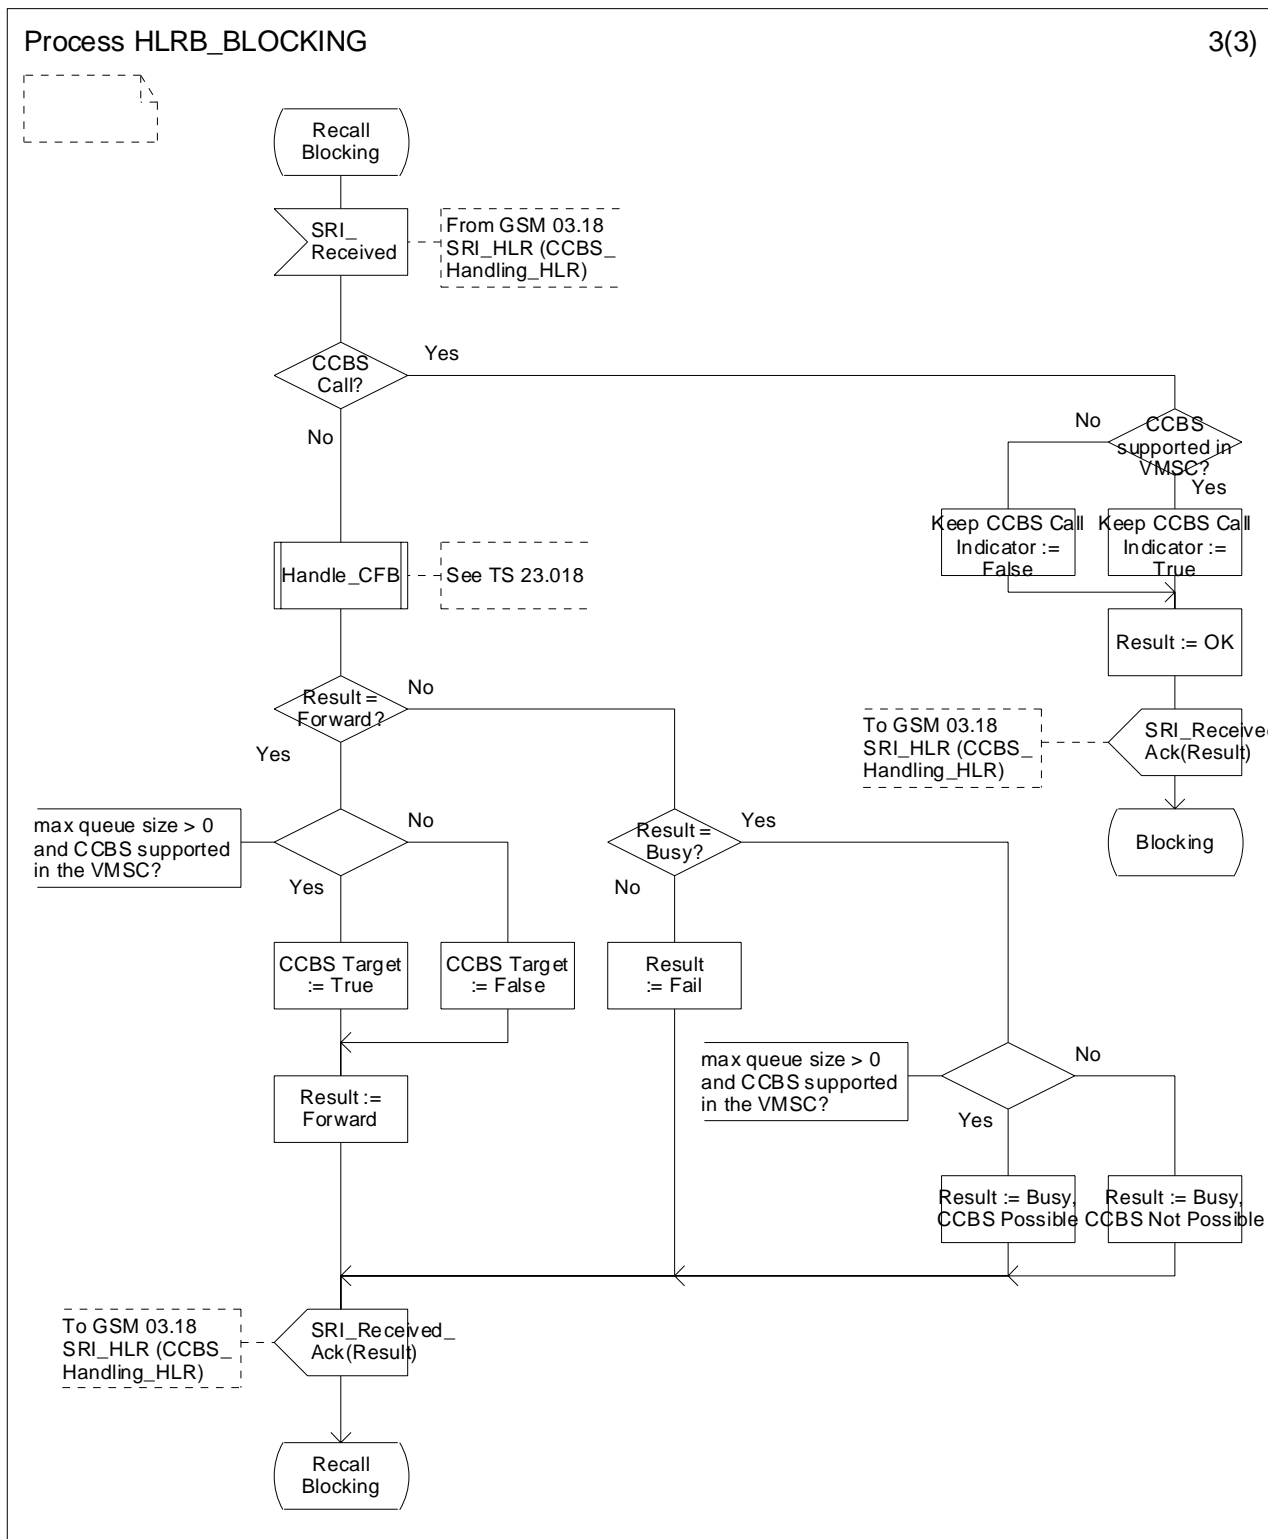 Process HLRB_BLOCKING
3(3)
Recall
Blocking
SRI_
Received
From GSM 03.18
SRI_HLR (CCBS_
Handling_HLR)
CCBS
Call?
Yes
No
CCBS
supported in
VMSC?
No
Yes
Keep CCBS Call
Indicator :=
False
Keep CCBS Call
Indicator :=
True
Handle_CFB
See TS 23.018
Result := OK
Result =
Forward?
No
Yes
To GSM 03.18
SRI_HLR (CCBS_
Handling_HLR)
SRI_Received
Ack(Result)
max queue size > 0
and CCBS supported
in the VMSC?
No
Yes
Result =
Busy?
Yes
No
Blocking
CCBS Target
:= True
CCBS Target
:= False
Result
:= Fail
max queue size > 0
and CCBS supported
in the VMSC?
No
Yes
Result :=
Forward
Result := Busy,
CCBS Possible
Result := Busy,
CCBS Not Possible
To GSM 03.18
SRI_HLR (CCBS_
Handling_HLR)
SRI_Received_
Ack(Result)
Recall
Blocking